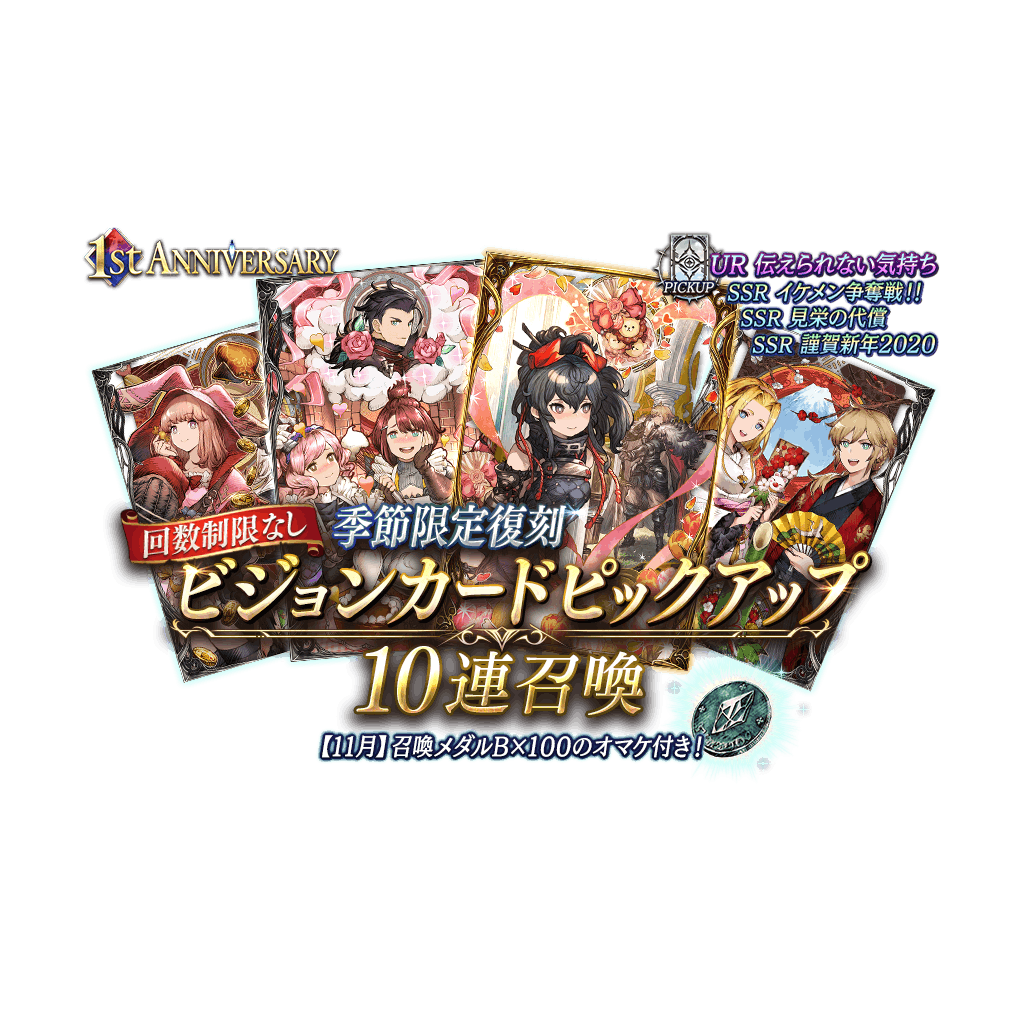 1st ANNIVERSARY
PICKUP
UR 伝えられない気持ち
SSR イケメン争奪戦!!
SSR 見栄の代償
SSR 謹賀新年2020
回数制限なし
季節限定復刻
ビジョンカードピックアップ
10連召喚
【11月】召喚メダルB×100のオマケ付き!